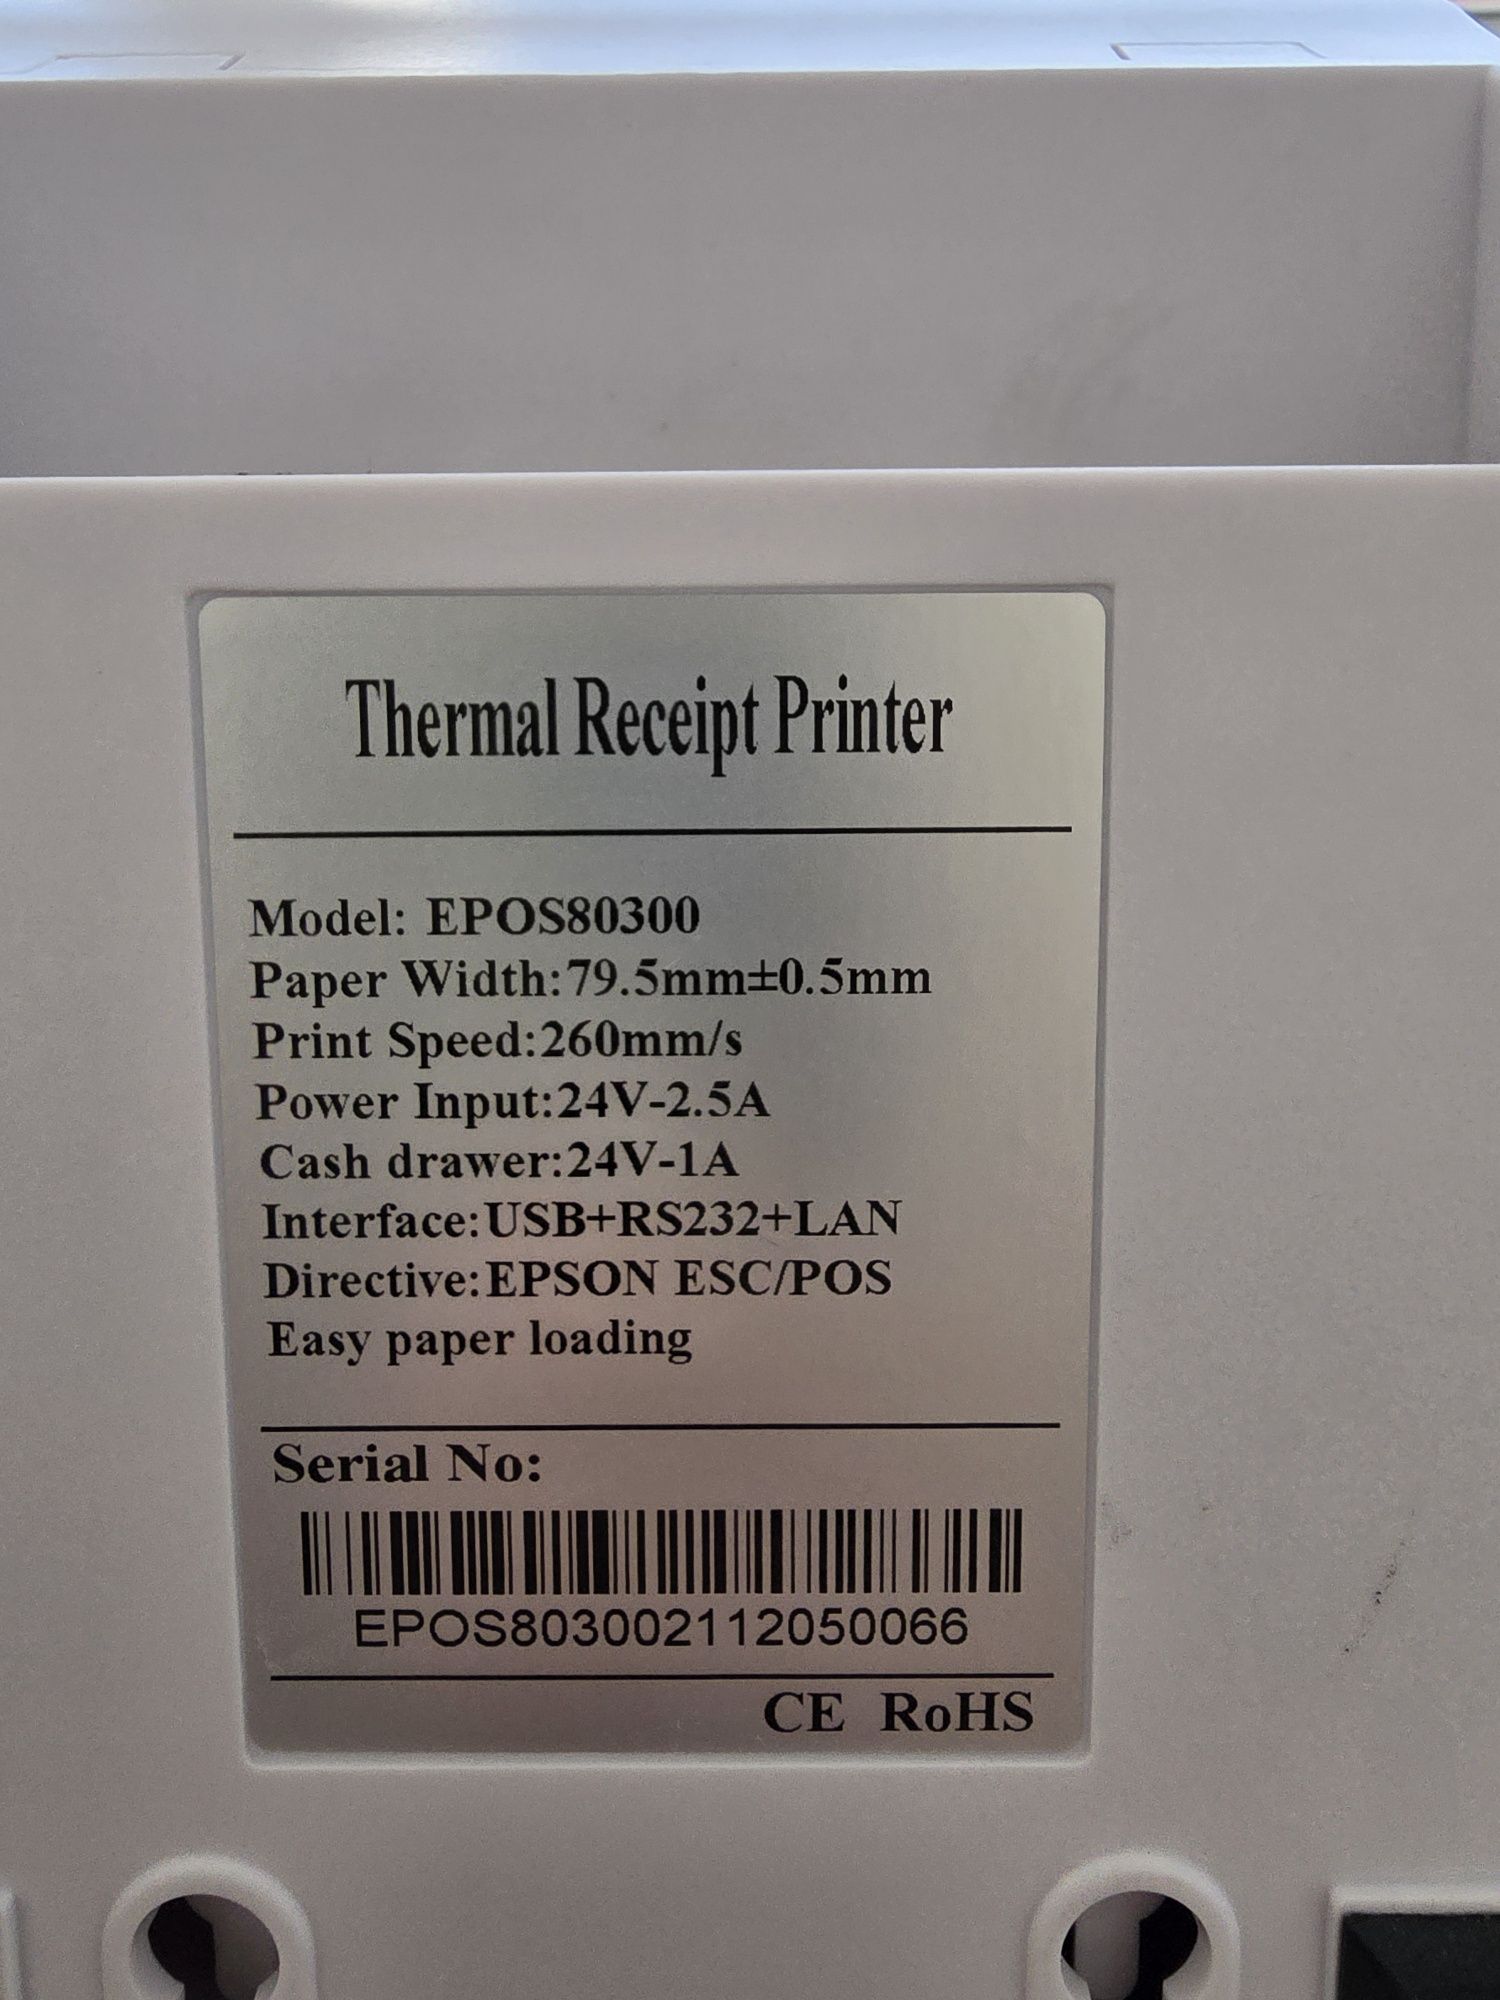 Thermal Receipt Printer
Model: EPOS80300
Paper Width:79.5mm±0.5mm
Print Speed:260mm/s
Power Input:24V-2.5A
Cash drawer:24V-1A
Interface:USB+RS232+LAN
Directive:EPSON ESC/POS
Easy paper loading
Serial No:
EPOS803002112050066
CE RoHS